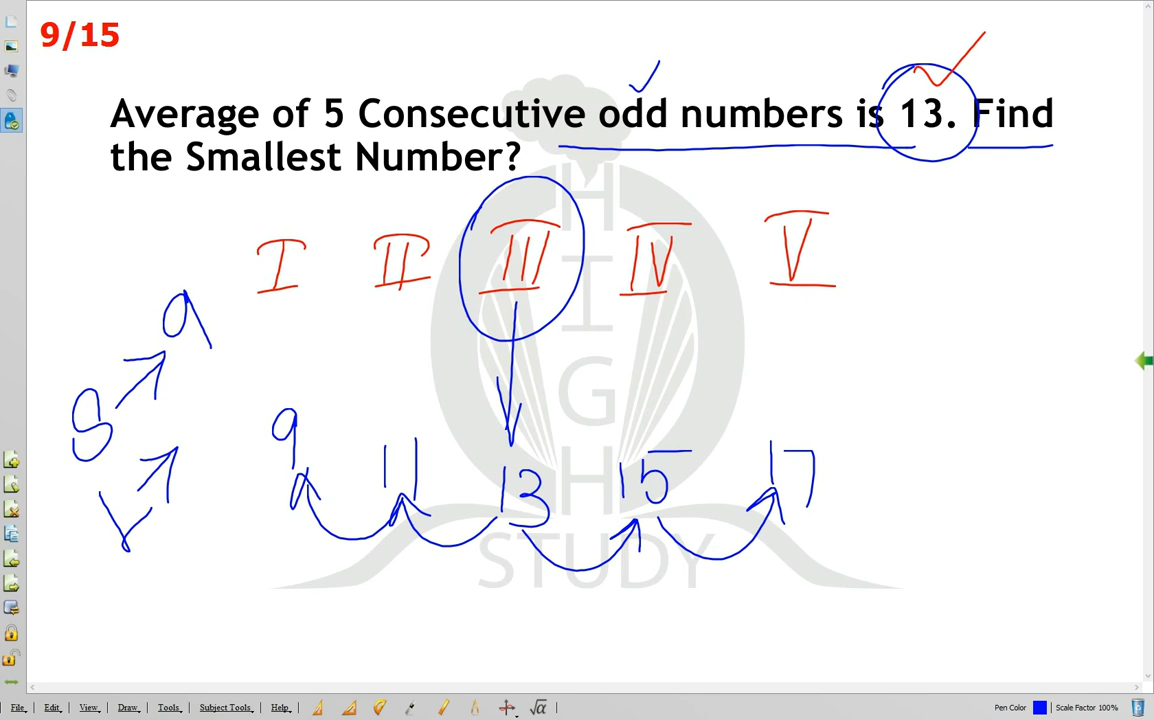 9/15
Average of 5 Consecutive odd numbers is 13. Find
the Smallest Number?
I II III IV V
9
S
9 11 13 15 17
L
HIGH
STUDY
File Edit View Draw Tools Subject Tools Help √α Pen Color Scale Factor 100%